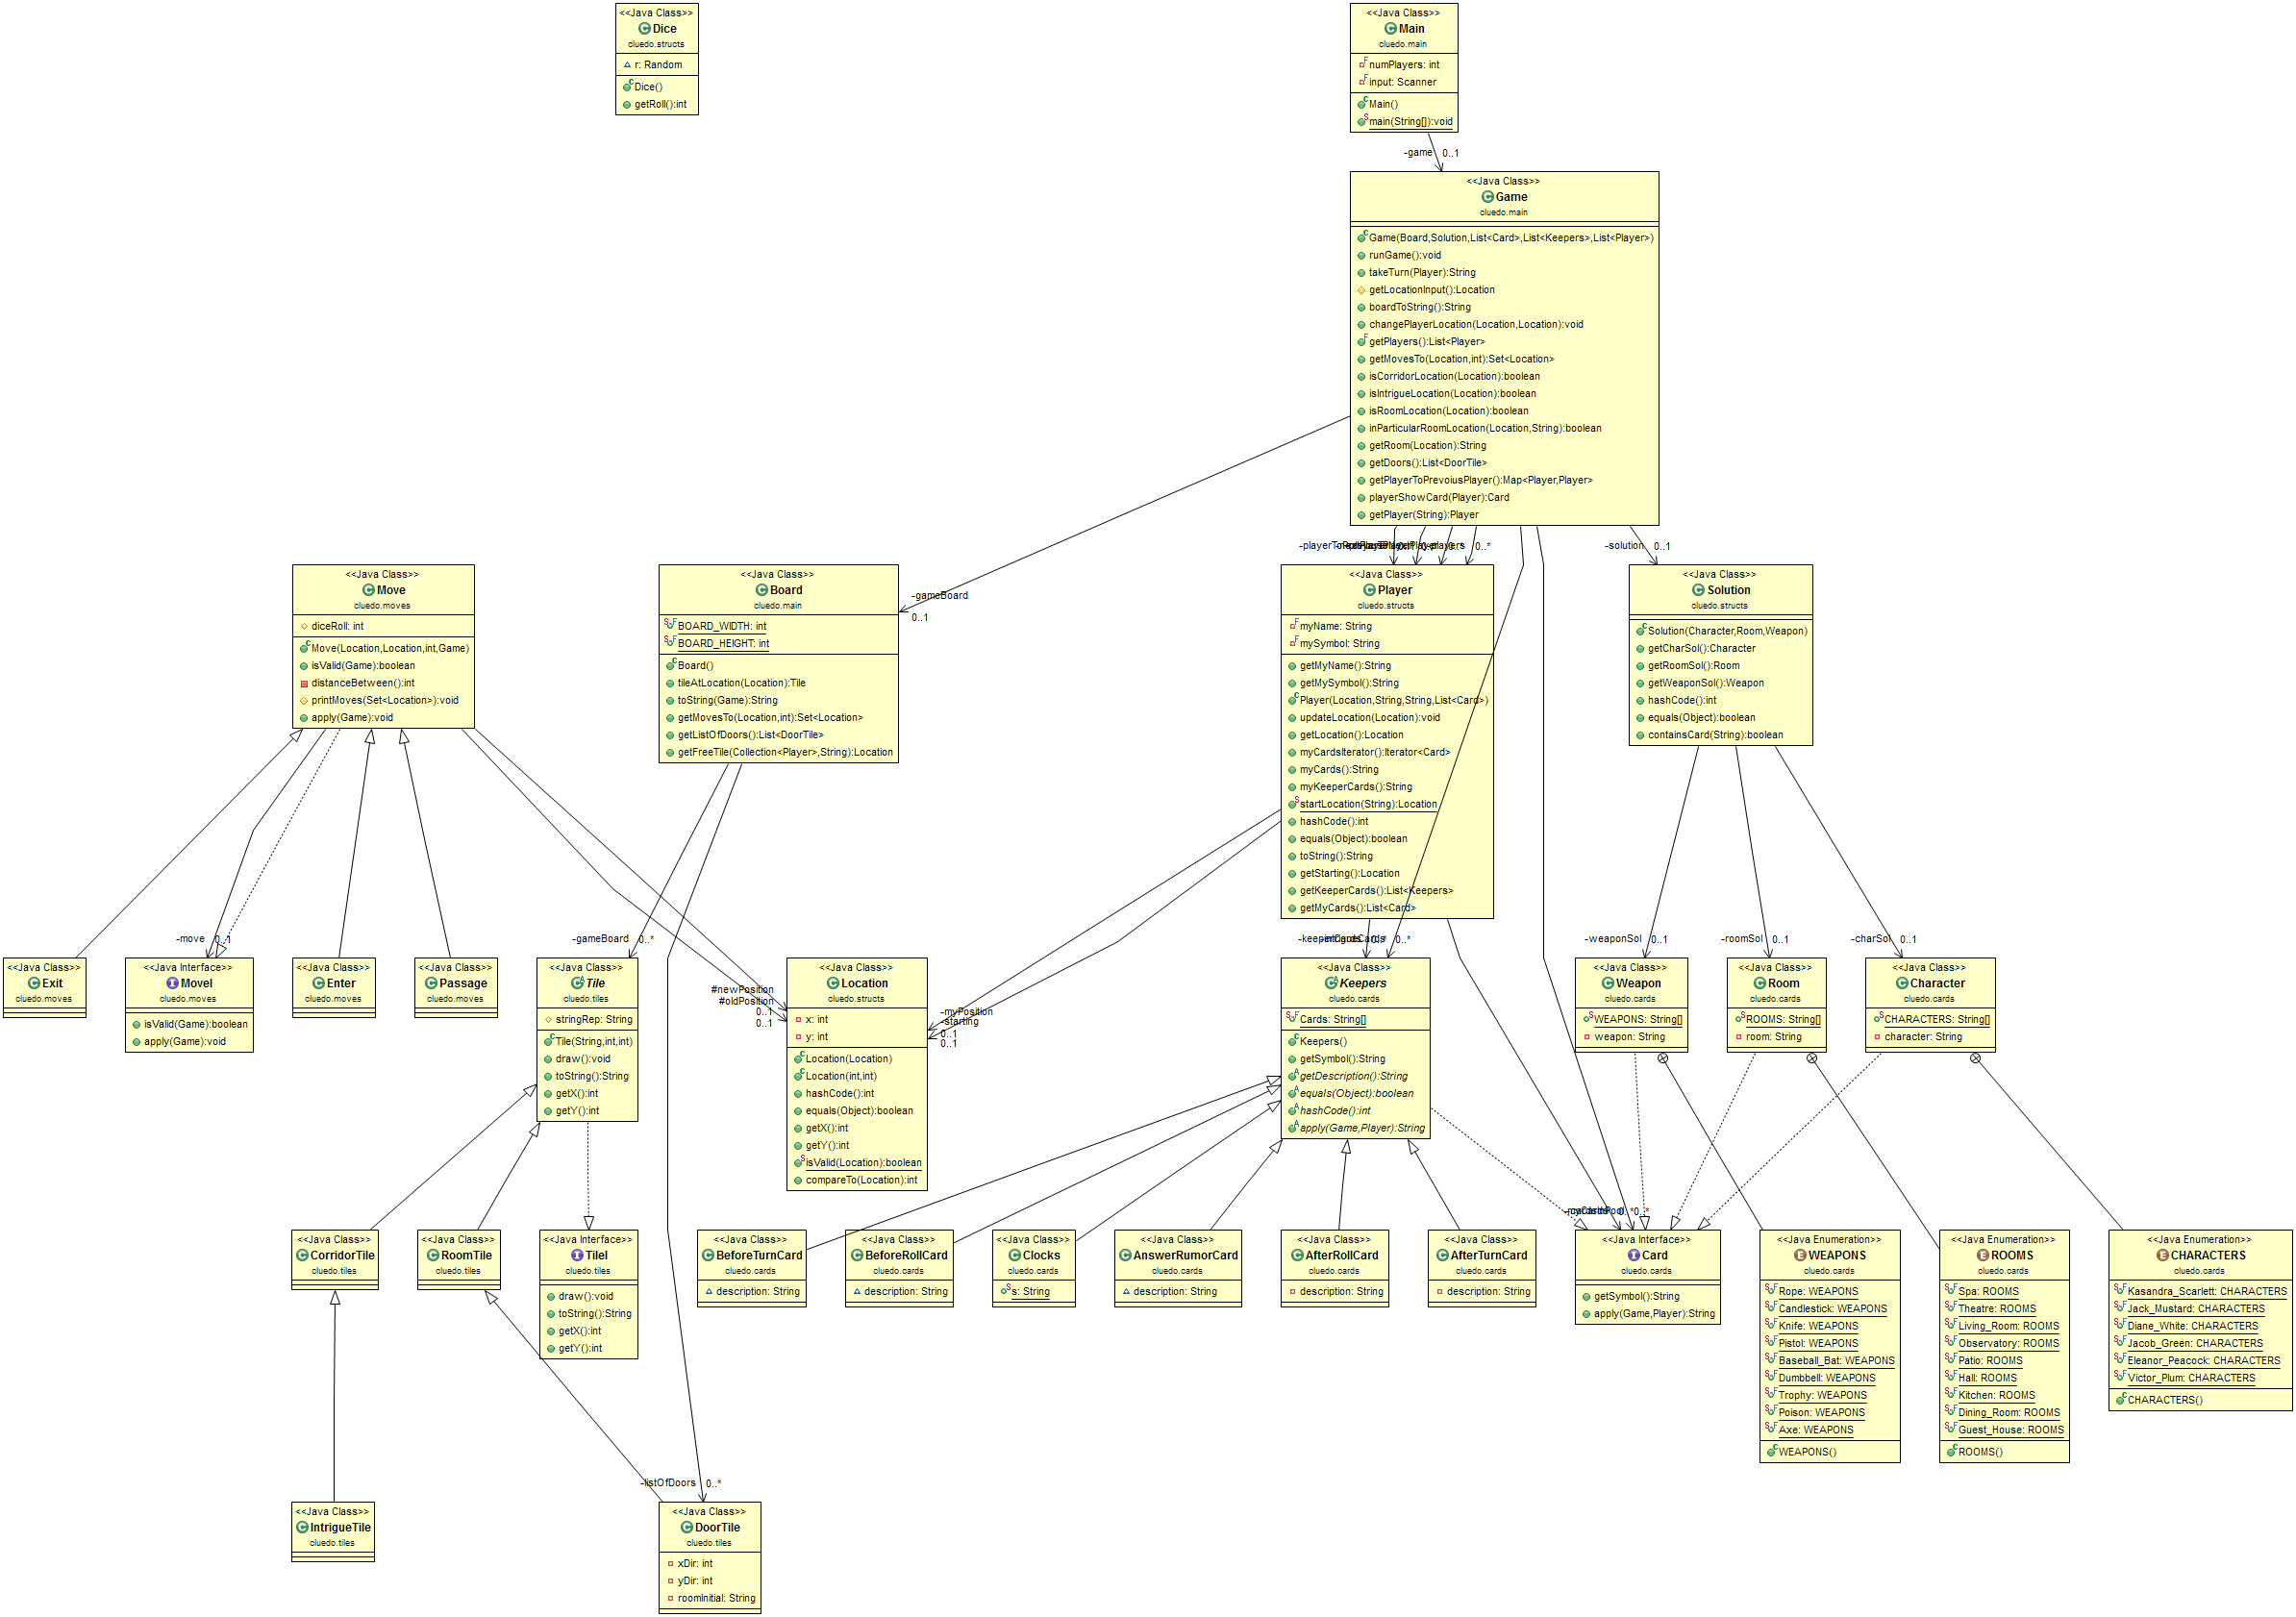 <<Java Class>>
Dice
cluedo.structs
r: Random
Dice()
getRoll():int
<<Java Class>>
Main
cluedo.main
numPlayers: int
input: Scanner
Main()
main(String[]):void
-game 0..1
<<Java Class>>
Game
cluedo.main
Game(Board,Solution,List<Card>,List<Keepers>,List<Player>)
runGame():void
takeTurn(Player):String
getLocationInput():Location
boardToString():String
changePlayerLocation(Location,Location):void
getPlayers():List<Player>
getMovesTo(Location,int):Set<Location>
isCorridorLocation(Location):boolean
isIntrigueLocation(Location):boolean
isRoomLocation(Location):boolean
inParticularRoomLocation(Location,String):boolean
getRoom(Location):String
getDoors():List<DoorTile>
getPlayerToPrevoiusPlayer():Map<Player,Player>
playerShowCard(Player):Card
getPlayer(String):Player
-gameBoard
0..1
0..*
-solution 0..1
<<Java Class>>
Move
cluedo.moves
diceRoll: int
Move(Location,Location,int,Game)
isValid(Game):boolean
distanceBetween():int
printMoves(Set<Location>):void
apply(Game):void
<<Java Class>>
Board
cluedo.main
BOARD_WIDTH: int
BOARD_HEIGHT: int
Board()
tileAtLocation(Location):Tile
toString(Game):String
getMovesTo(Location,int):Set<Location>
getListOfDoors():List<DoorTile>
getFreeTile(Collection<Player>,String):Location
<<Java Class>>
Player
cluedo.structs
myName: String
mySymbol: String
getMyName():String
getMySymbol():String
Player(Location,String,String,List<Card>)
updateLocation(Location):void
getLocation():Location
myCardsIterator():Iterator<Card>
myCards():String
myKeeperCards():String
startLocation(String):Location
hashCode():int
equals(Object):boolean
toString():String
getStarting():Location
getKeeperCards():List<Keepers>
getMyCards():List<Card>
<<Java Class>>
Solution
cluedo.structs
Solution(Character,Room,Weapon)
getCharSol():Character
getRoomSol():Room
getWeaponSol():Weapon
hashCode():int
equals(Object):boolean
containsCard(String):boolean
-move 0..1
-gameBoard 0..*
#newPosition
#oldPosition
0..1
0..1
-myPosition
-starting
0..1
0..1
0..*
-weaponSol 0..1
-roomSol 0..1
-charSol 0..1
<<Java Class>>
Exit
cluedo.moves
<<Java Interface>>
MoveI
cluedo.moves
isValid(Game):boolean
apply(Game):void
<<Java Class>>
Enter
cluedo.moves
<<Java Class>>
Passage
cluedo.moves
<<Java Class>>
Tile
cluedo.tiles
stringRep: String
Tile(String,int,int)
draw():void
toString():String
getX():int
getY():int
<<Java Class>>
Location
cluedo.structs
x: int
y: int
Location(Location)
Location(int,int)
hashCode():int
equals(Object):boolean
getX():int
getY():int
isValid(Location):boolean
compareTo(Location):int
<<Java Class>>
Keepers
cluedo.cards
Cards: String[]
Keepers()
getSymbol():String
getDescription():String
equals(Object):boolean
hashCode():int
apply(Game,Player):String
<<Java Class>>
Weapon
cluedo.cards
WEAPONS: String[]
weapon: String
<<Java Class>>
Room
cluedo.cards
ROOMS: String[]
room: String
<<Java Class>>
Character
cluedo.cards
CHARACTERS: String[]
character: String
<<Java Class>>
CorridorTile
cluedo.tiles
<<Java Class>>
RoomTile
cluedo.tiles
<<Java Interface>>
TileI
cluedo.tiles
draw():void
toString():String
getX():int
getY():int
<<Java Class>>
BeforeTurnCard
cluedo.cards
description: String
<<Java Class>>
BeforeRollCard
cluedo.cards
description: String
<<Java Class>>
Clocks
cluedo.cards
s: String
<<Java Class>>
AnswerRumorCard
cluedo.cards
description: String
<<Java Class>>
AfterRollCard
cluedo.cards
description: String
<<Java Class>>
AfterTurnCard
cluedo.cards
description: String
<<Java Interface>>
Card
cluedo.cards
getSymbol():String
apply(Game,Player):String
<<Java Enumeration>>
WEAPONS
cluedo.cards
Rope: WEAPONS
Candlestick: WEAPONS
Knife: WEAPONS
Pistol: WEAPONS
Baseball_Bat: WEAPONS
Dumbbell: WEAPONS
Trophy: WEAPONS
Poison: WEAPONS
Axe: WEAPONS
WEAPONS()
<<Java Enumeration>>
ROOMS
cluedo.cards
Spa: ROOMS
Theatre: ROOMS
Living_Room: ROOMS
Observatory: ROOMS
Patio: ROOMS
Hall: ROOMS
Kitchen: ROOMS
Dining_Room: ROOMS
Guest_House: ROOMS
ROOMS()
<<Java Enumeration>>
CHARACTERS
cluedo.cards
Kasandra_Scarlett: CHARACTERS
Jack_Mustard: CHARACTERS
Diane_White: CHARACTERS
Jacob_Green: CHARACTERS
Eleanor_Peacock: CHARACTERS
Victor_Plum: CHARACTERS
CHARACTERS()
-listOfDoors 0..*
<<Java Class>>
IntrigueTile
cluedo.tiles
<<Java Class>>
DoorTile
cluedo.tiles
xDir: int
yDir: int
roomInitial: String